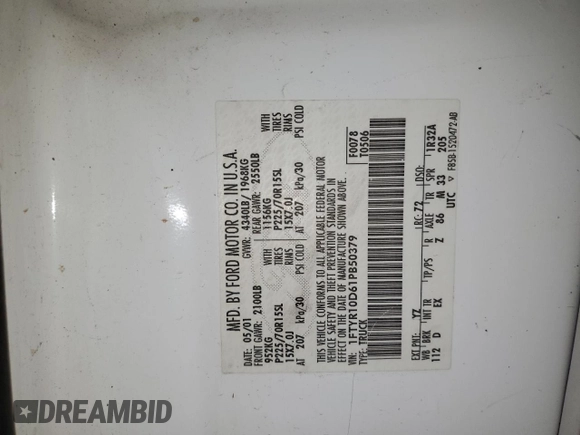 MFD. BY FORD MOTOR CO. IN U.S.A.
DATE: 05/01 GVWR: 4340LB/ 1968KG
FRONT GAWR: 2100LB REAR GAWR: 2550LB
952KG WITH 1156KG WITH
P225/70R15SL TIRES P225/70R15SL TIRES
15X7.0J RIMS 15X7.0J RIMS
AT 207 kPa/30 PSI COLD AT 207 kPa/30 PSI COLD
THIS VEHICLE CONFORMS TO ALL APPLICABLE FEDERAL MOTOR
VEHICLE SAFETY AND THEFT PREVENTION STANDARDS IN
EFFECT ON THE DATE OF MANUFACTURE SHOWN ABOVE.
VIN: 1FTYR10D61PB50379
TYPE: TRUCK
F0078
T0506
EXT PNT: YZ RC: 72 DSO:
WB BRK INT TR TP/PS R AXLE TR SPR 1R32A
112 D EX Z 86 M 33 205
UTC F85B-1520472-AB
DREAMBID